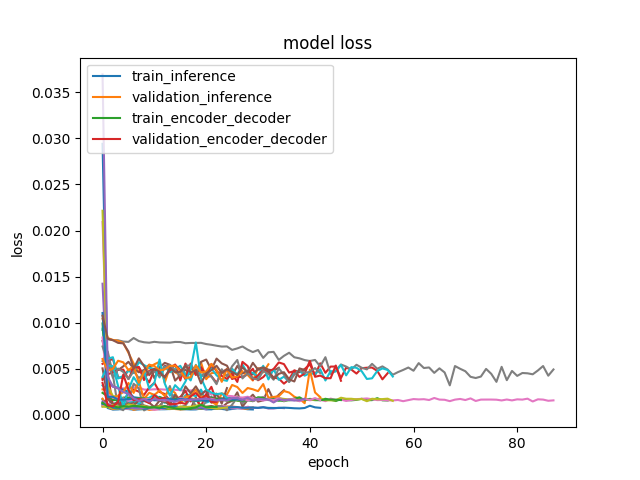 model loss
train_inference
validation_inference
train_encoder_decoder
validation_encoder_decoder
0.035
0.030
0.025
0.020
0.015
0.010
0.005
0.000
loss
0 20 40 60 80
epoch